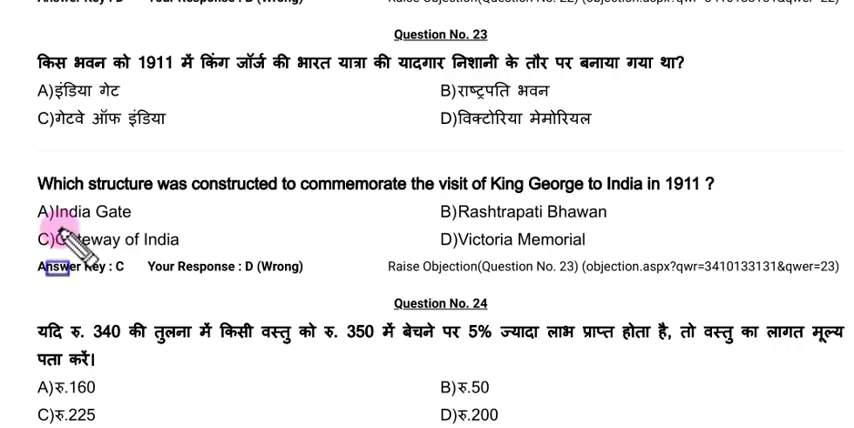 Question No. 23
किस भवन को 1911 में किंग जॉर्ज की भारत यात्रा की यादगार निशानी के तौर पर बनाया गया था?
A)इंडिया गेट B)राष्ट्रपति भवन
C)गेटवे ऑफ इंडिया D)विक्टोरिया मेमोरियल
Which structure was constructed to commemorate the visit of King George to India in 1911 ?
A)India Gate B)Rashtrapati Bhawan
C)Gateway of India D)Victoria Memorial
Answer Key : C Your Response : D (Wrong) Raise Objection(Question No. 23) (objection.aspx?qwr=3410133131&qwer=23)
Question No. 24
यदि रु. 340 की तुलना में किसी वस्तु को रु. 350 में बेचने पर 5% ज्यादा लाभ प्राप्त होता है, तो वस्तु का लागत मूल्य
पता करें।
A)रु.160 B)रु.50
C)रु.225 D)रु.200